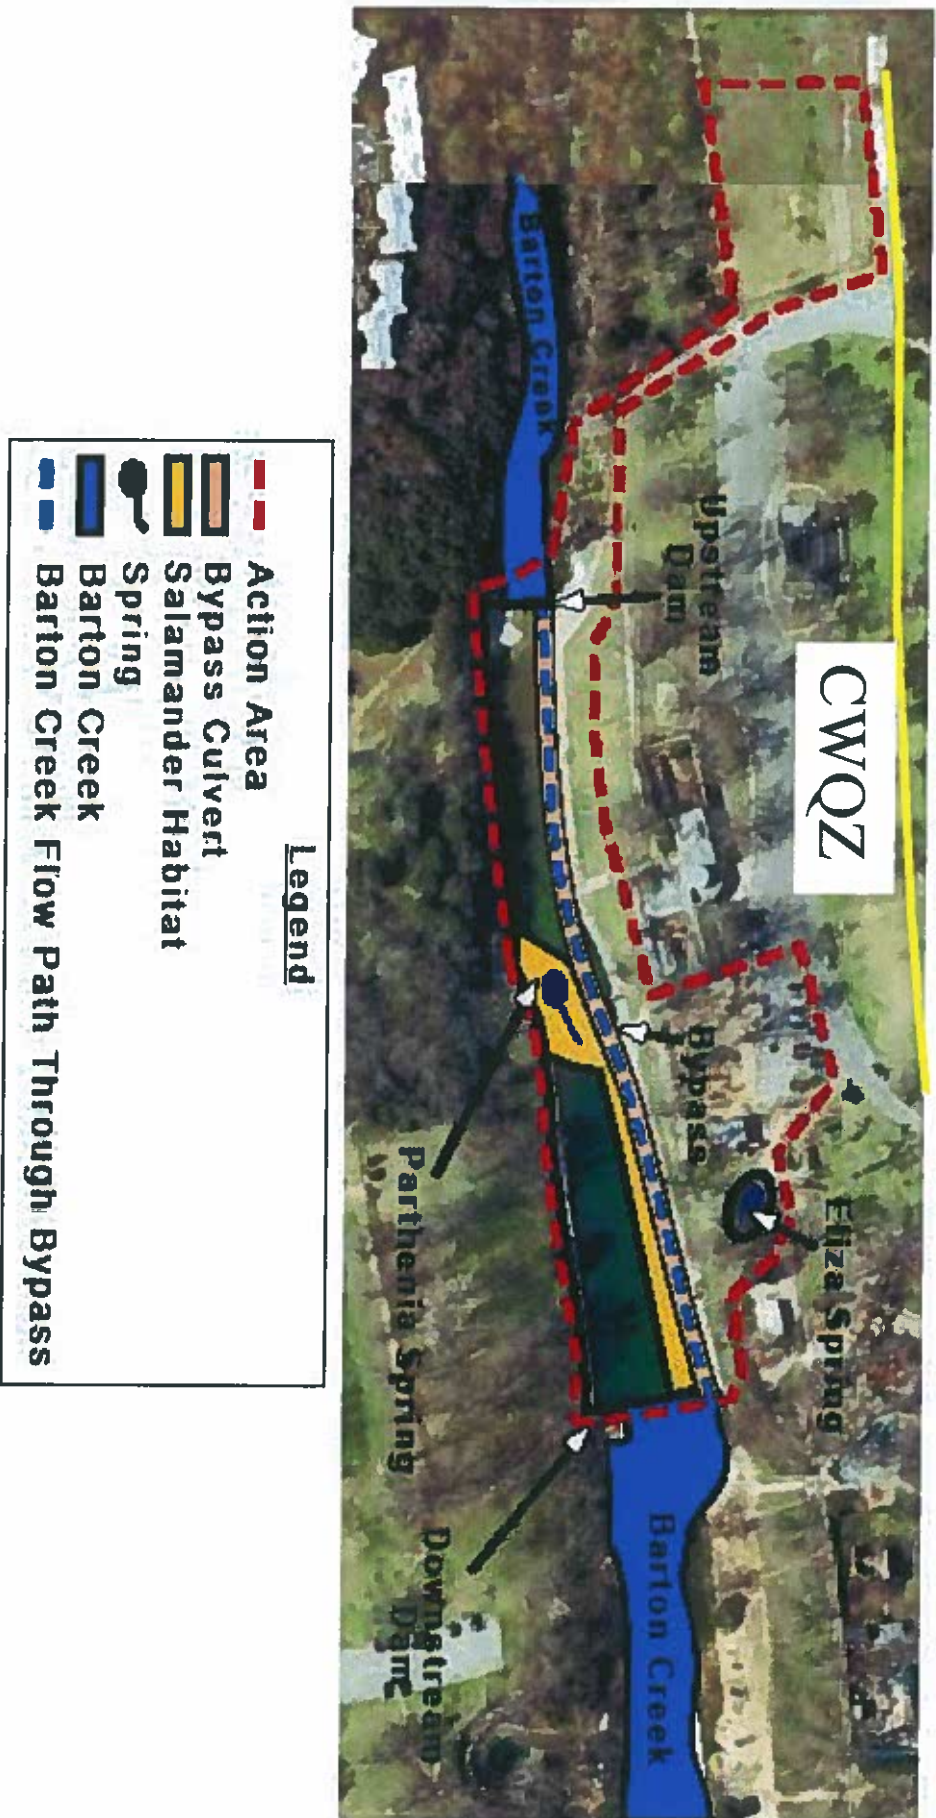 CWQZ
Barton Creek
Upstream
Dam
Bypass
Eliza Spring
Parthenia Spring
Downstream
Dam
Barton Creek
Legend
Action Area
Bypass Culvert
Salamander Habitat
Spring
Barton Creek
Barton Creek Flow Path Through Bypass